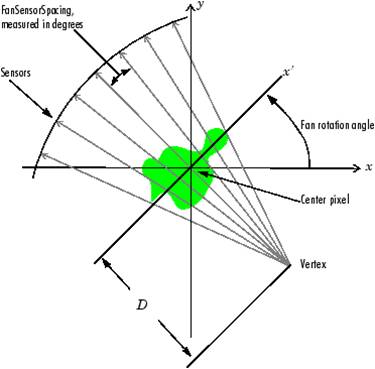 FanSensorSpacing,
measured in degrees
y
Sensors
x'
Fan rotation angle
x
Center pixel
Vertex
D